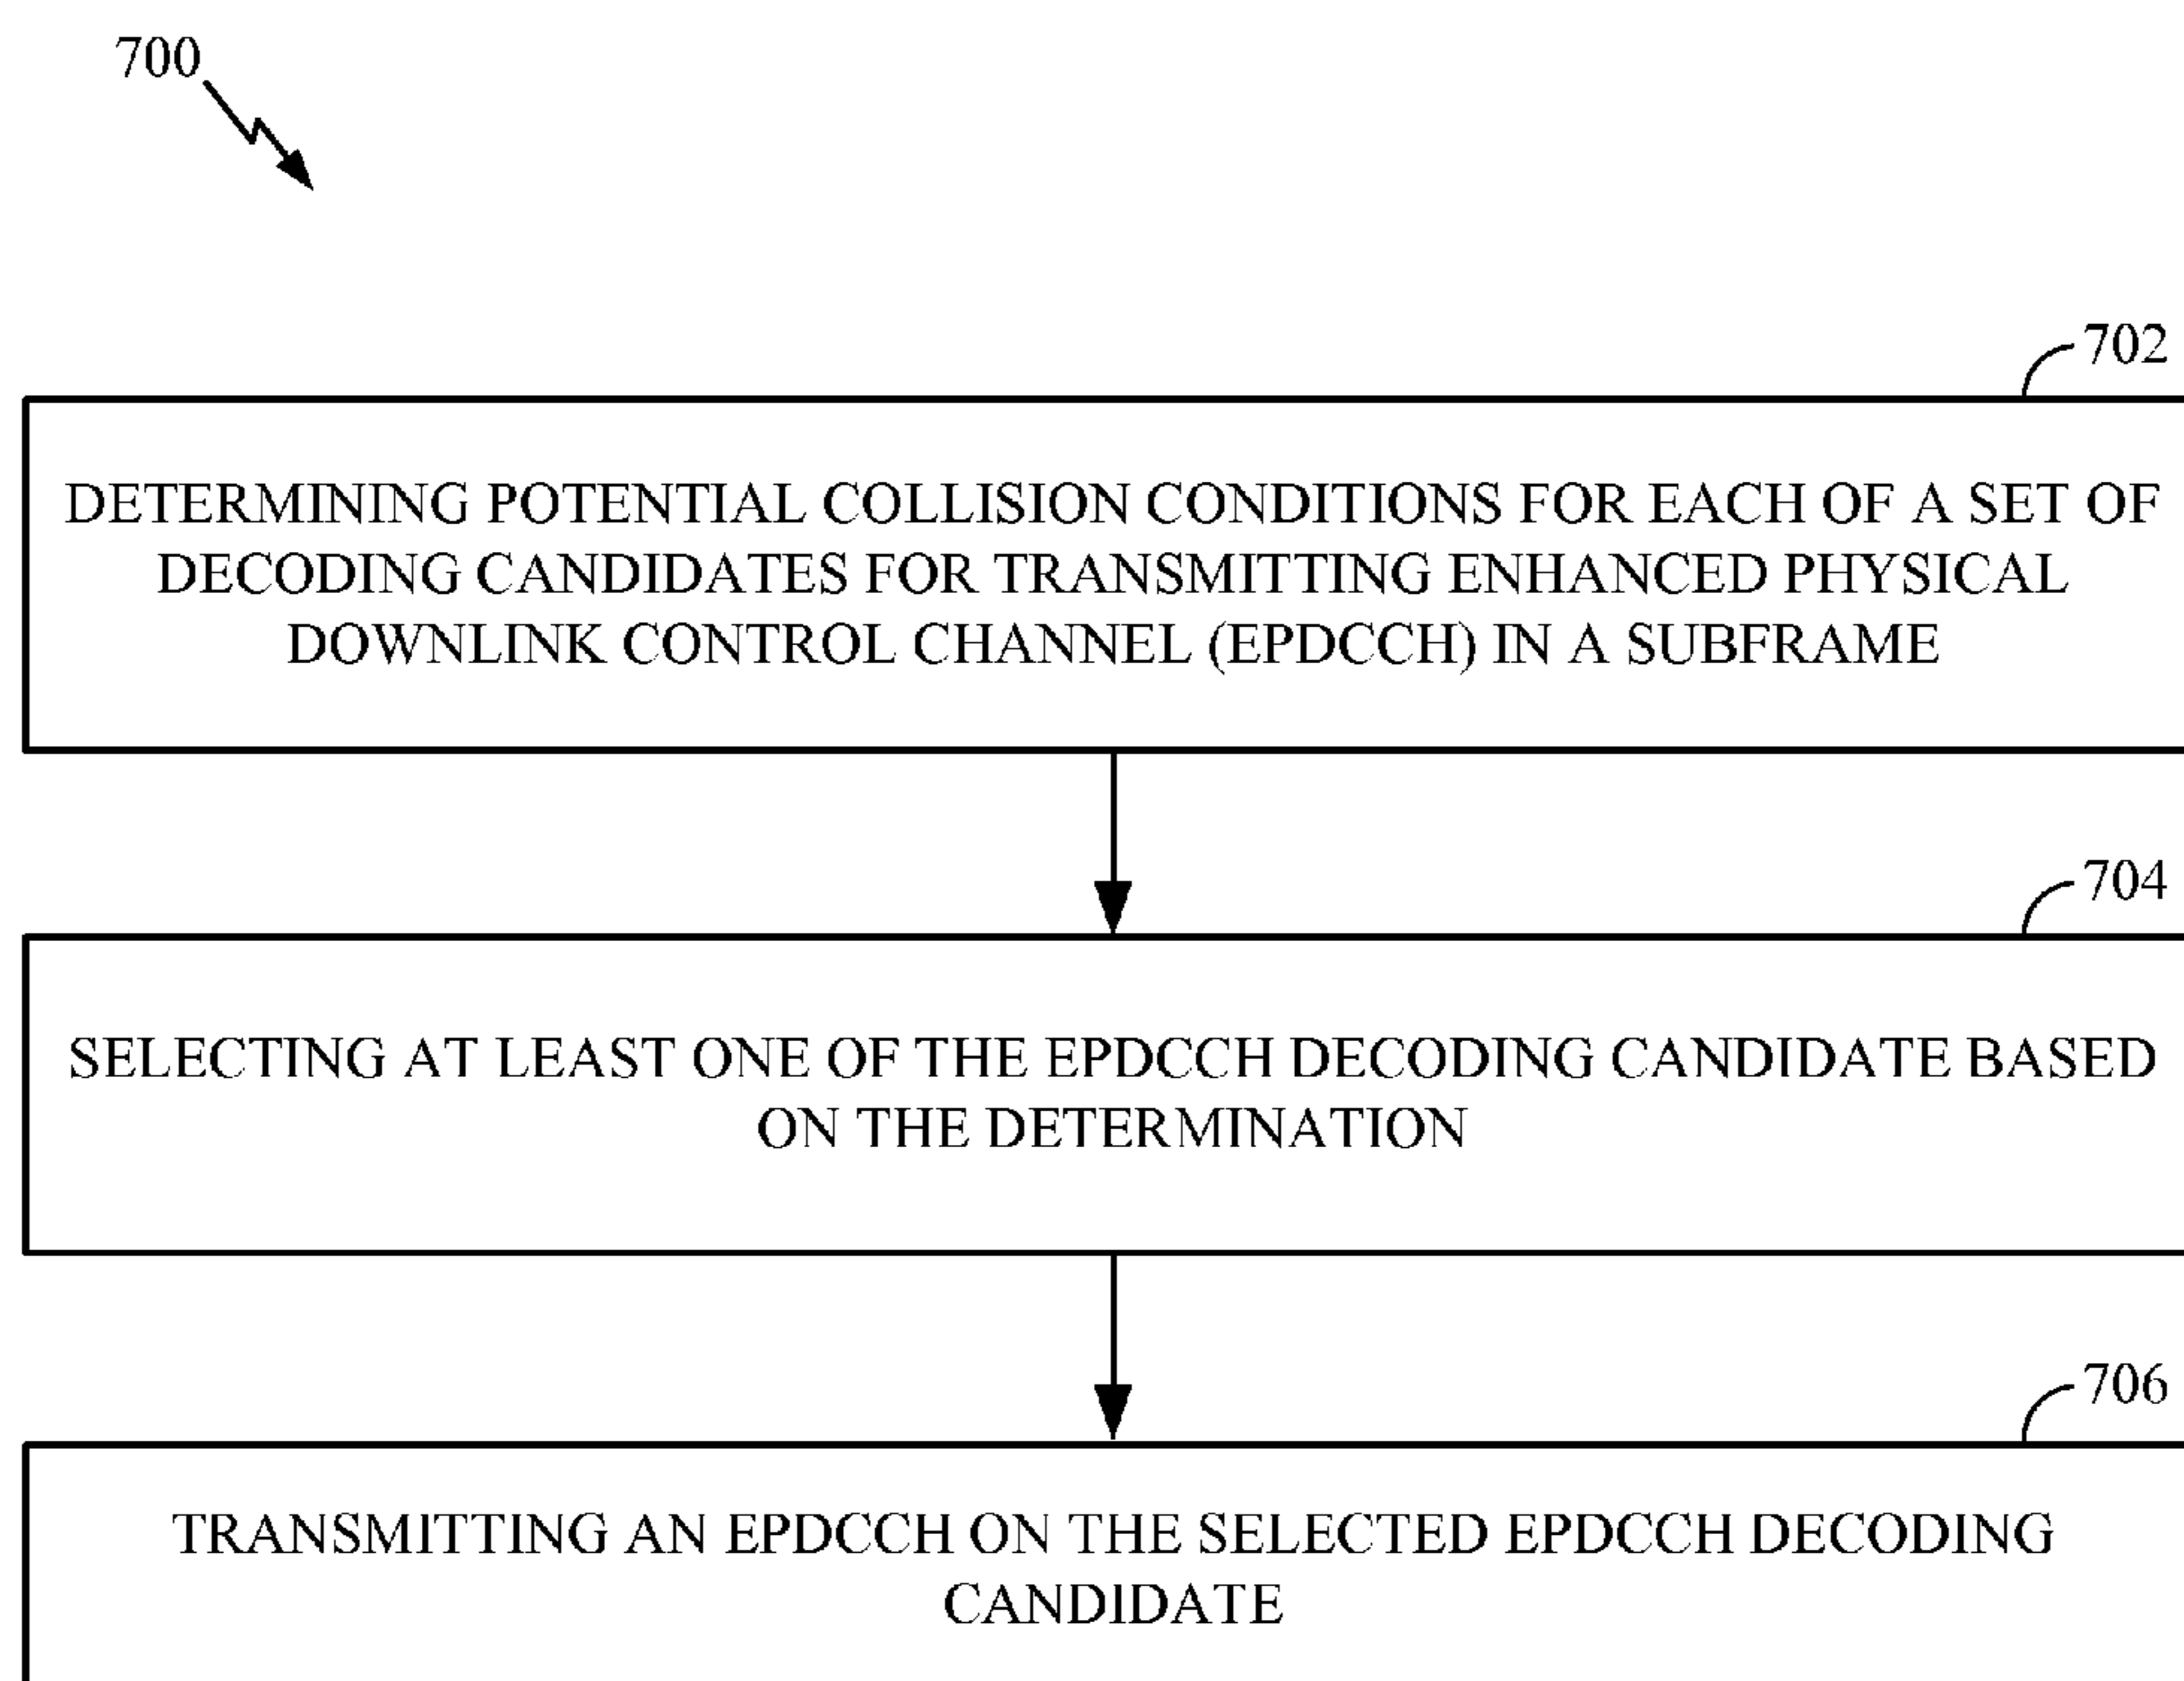 700
702
DETERMINING POTENTIAL COLLISION CONDITIONS FOR EACH OF A SET OF
DECODING CANDIDATES FOR TRANSMITTING ENHANCED PHYSICAL
DOWNLINK CONTROL CHANNEL (EPDCCH) IN A SUBFRAME
704
SELECTING AT LEAST ONE OF THE EPDCCH DECODING CANDIDATE BASED
ON THE DETERMINATION
706
TRANSMITTING AN EPDCCH ON THE SELECTED EPDCCH DECODING
CANDIDATE